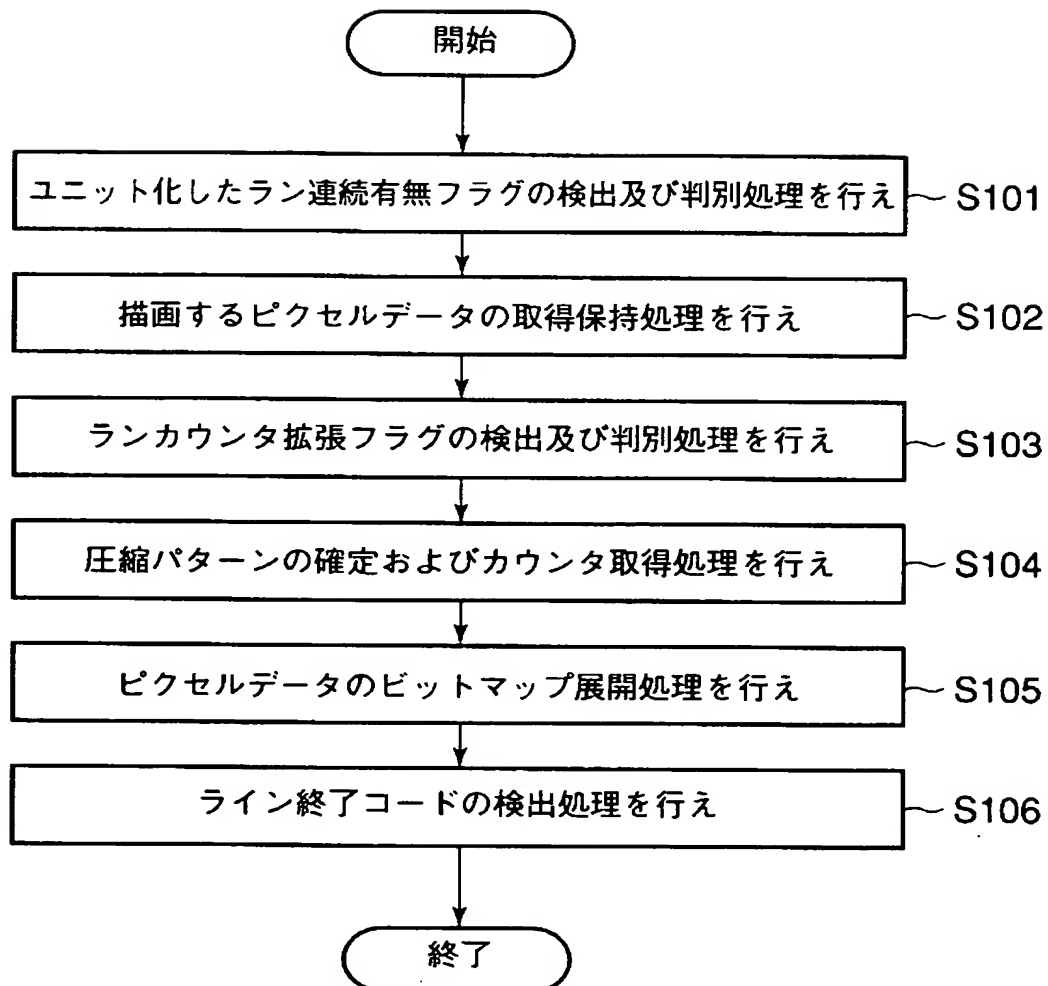 開始
ユニット化したラン連続有無フラグの検出及び判別処理を行え
S101
描画するピクセルデータの取得保持処理を行え
S102
ランカウンタ拡張フラグの検出及び判別処理を行え
S103
圧縮パターンの確定およびカウンタ取得処理を行え
S104
ピクセルデータのビットマップ展開処理を行え
S105
ライン終了コードの検出処理を行え
S106
終了